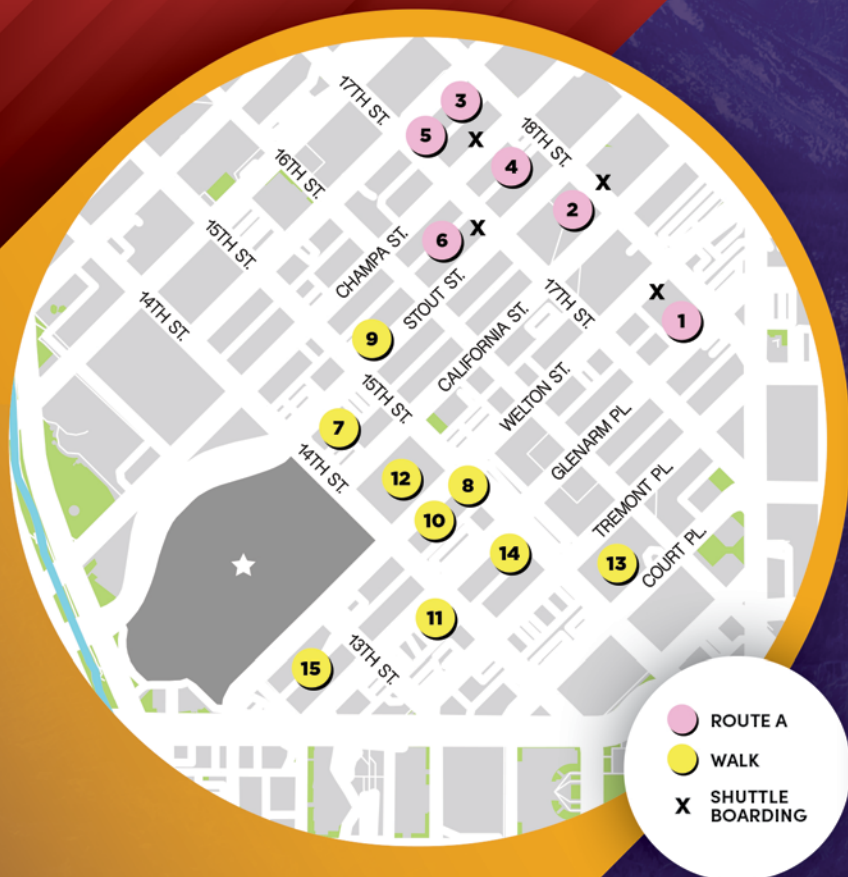 3
17TH ST.
5
X
18TH ST.
4
16TH ST.
X
2
X
6
15TH ST.
CHAMPA ST.
STOUT ST.
17TH ST.
X
1
14TH ST.
9
CALIFORNIA ST.
15TH ST.
WELTON ST.
7
GLENARM PL.
14TH ST.
12
8
TREMONT PL.
10
14
13
COURT PL.
11
13TH ST.
15
ROUTE A
WALK
X SHUTTLE
BOARDING